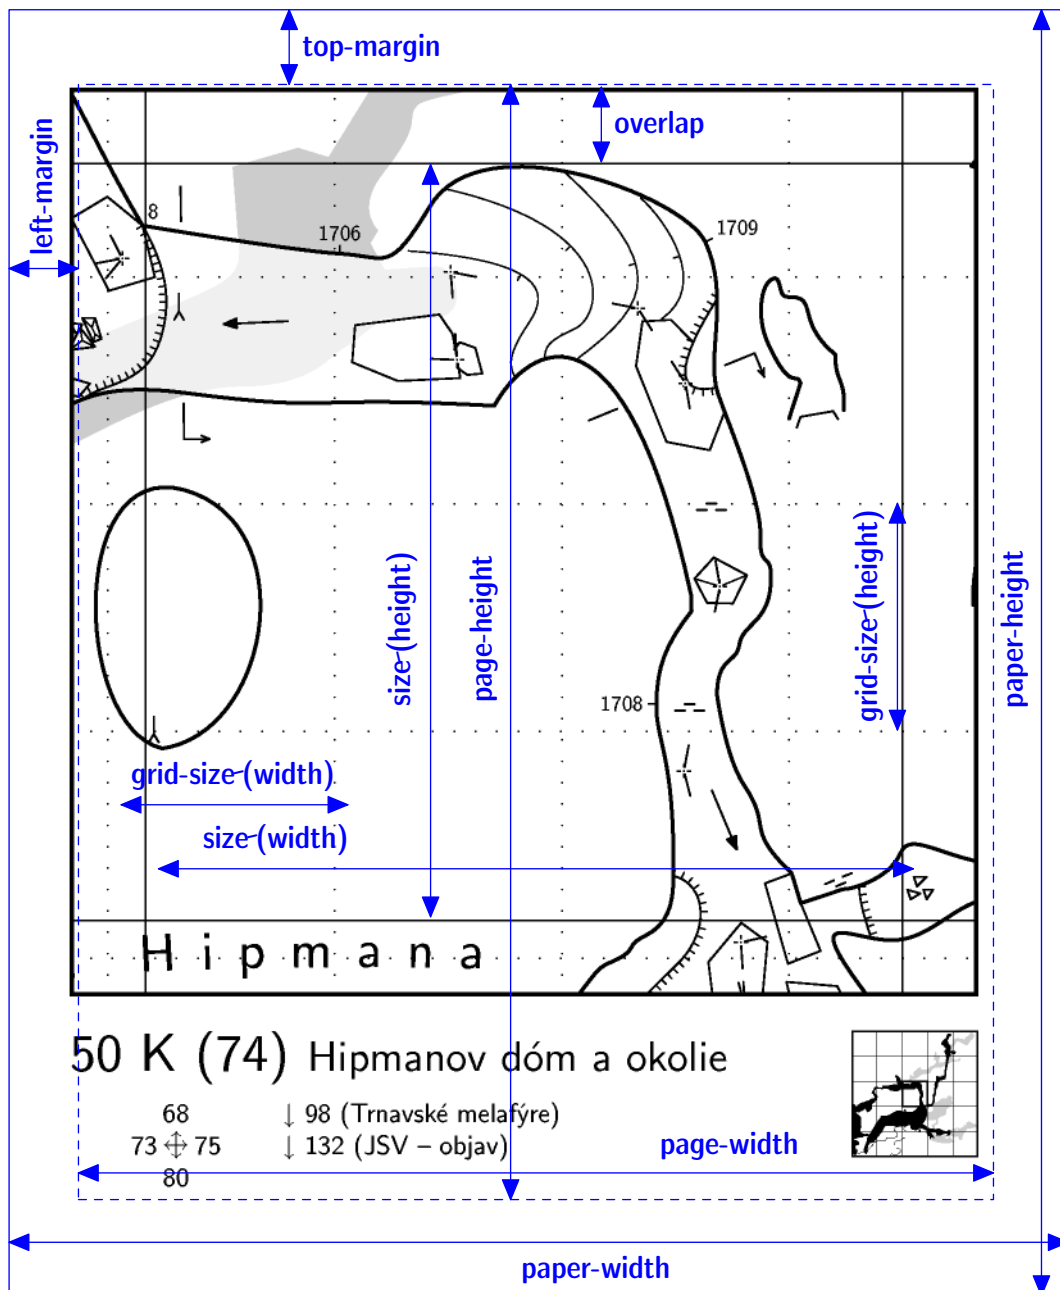 top-margin
overlap
left-margin
8
1706
1709
size (height)
page-height
grid-size (height)
paper-height
1708
grid-size (width)
size (width)
Hipmana
50 K (74) Hipmanov dóm a okolie
68 ↓ 98 (Trnavské melafýre)
73 75 ↓ 132 (JSV – objav)
80
page-width
paper-width